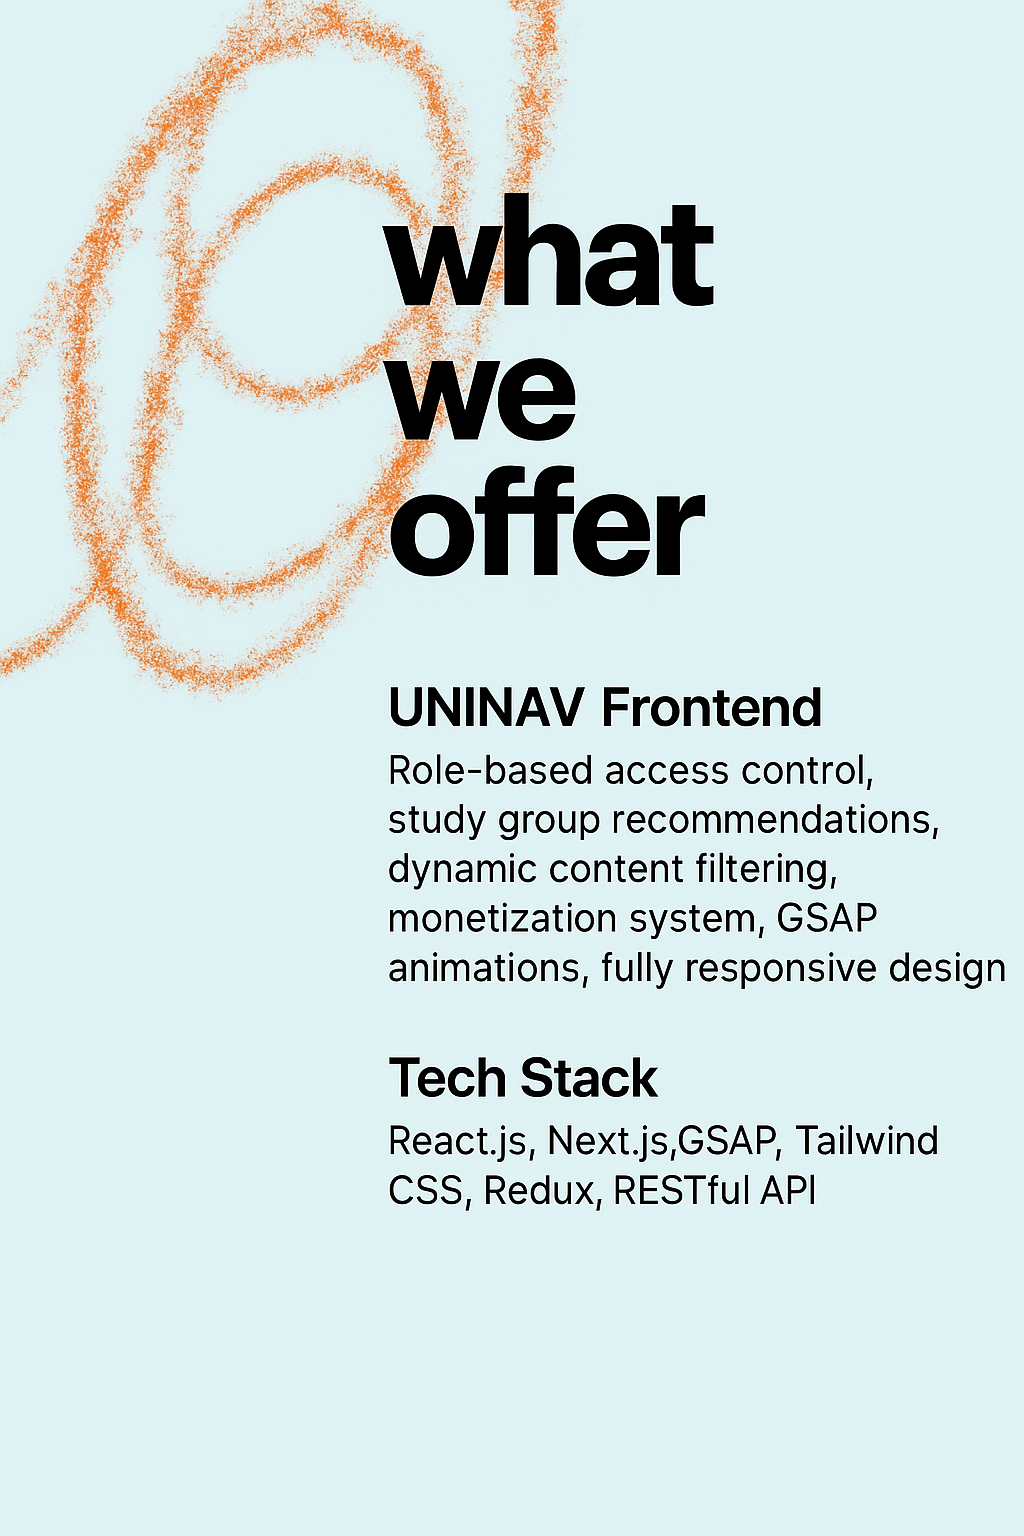 what
we
offer
UNINAV Frontend
Role-based access control,
study group recommendations,
dynamic content filtering,
monetization system, GSAP
animations, fully responsive design
Tech Stack
React.js, Next.js,GSAP, Tailwind
CSS, Redux, RESTful API